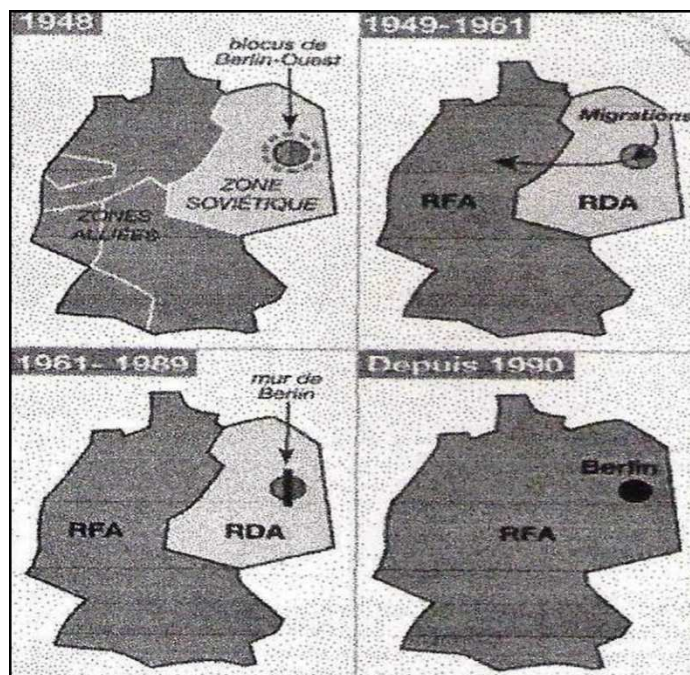 1948
blocus de
Berlin-Ouest
ZONE
SOVIÉTIQUE
ZONES
ALLIÉES
1949-1961
Migrations
RFA
RDA
1961-1989
mur de
Berlin
RFA
RDA
Depuis 1990
Berlin
RFA